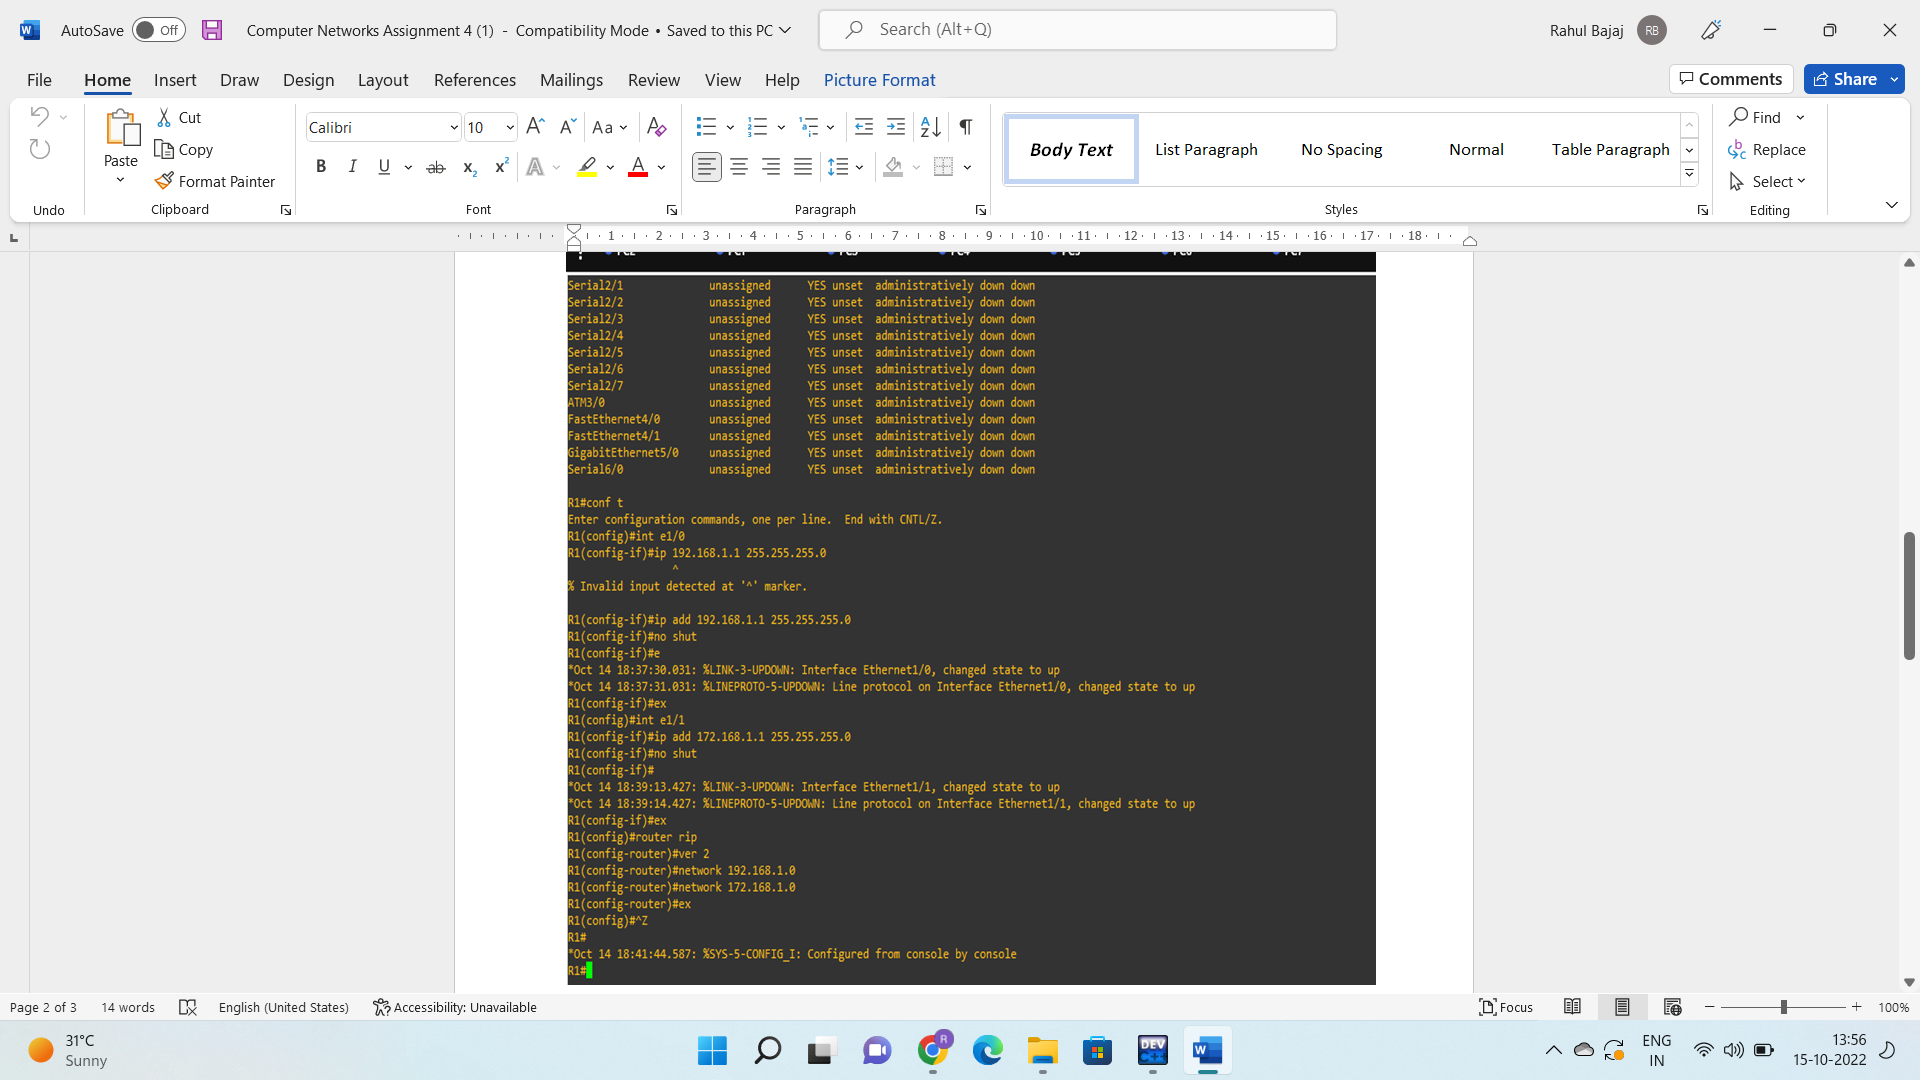 AutoSave Off Computer Networks Assignment 4 (1) - Compatibility Mode • Saved to this PC Search (Alt+Q) Rahul Bajaj RB
File Home Insert Draw Design Layout References Mailings Review View Help Picture Format Comments Share
Paste Cut Copy Format Painter
Calibri 10 Aa
Body Text List Paragraph No Spacing Normal Table Paragraph
Find
Replace
Select
Undo Clipboard Font Paragraph Styles Editing
1 2 3 4 5 6 7 8 9 10 11 12 13 14 15 16 17 18
Serial2/1 unassigned YES unset administratively down down
Serial2/2 unassigned YES unset administratively down down
Serial2/3 unassigned YES unset administratively down down
Serial2/4 unassigned YES unset administratively down down
Serial2/5 unassigned YES unset administratively down down
Serial2/6 unassigned YES unset administratively down down
Serial2/7 unassigned YES unset administratively down down
ATM3/0 unassigned YES unset administratively down down
FastEthernet4/0 unassigned YES unset administratively down down
FastEthernet4/1 unassigned YES unset administratively down down
GigabitEthernet5/0 unassigned YES unset administratively down down
Serial6/0 unassigned YES unset administratively down down
R1#conf t
Enter configuration commands, one per line. End with CNTL/Z.
R1(config)#int e1/0
R1(config-if)#ip 192.168.1.1 255.255.255.0
^
% Invalid input detected at '^' marker.
R1(config-if)#ip add 192.168.1.1 255.255.255.0
R1(config-if)#no shut
R1(config-if)#e
*Oct 14 18:37:30.031: %LINK-3-UPDOWN: Interface Ethernet1/0, changed state to up
*Oct 14 18:37:31.031: %LINEPROTO-5-UPDOWN: Line protocol on Interface Ethernet1/0, changed state to up
R1(config-if)#ex
R1(config)#int e1/1
R1(config-if)#ip add 172.168.1.1 255.255.255.0
R1(config-if)#no shut
R1(config-if)#
*Oct 14 18:39:13.427: %LINK-3-UPDOWN: Interface Ethernet1/1, changed state to up
*Oct 14 18:39:14.427: %LINEPROTO-5-UPDOWN: Line protocol on Interface Ethernet1/1, changed state to up
R1(config-if)#ex
R1(config)#router rip
R1(config-router)#ver 2
R1(config-router)#network 192.168.1.0
R1(config-router)#network 172.168.1.0
R1(config-router)#ex
R1(config)#^Z
R1#
*Oct 14 18:41:44.587: %SYS-5-CONFIG_I: Configured from console by console
R1#
Page 2 of 3 14 words English (United States) Accessibility: Unavailable Focus 100%
31°C
Sunny
R
DEV
ENG
IN
13:56
15-10-2022